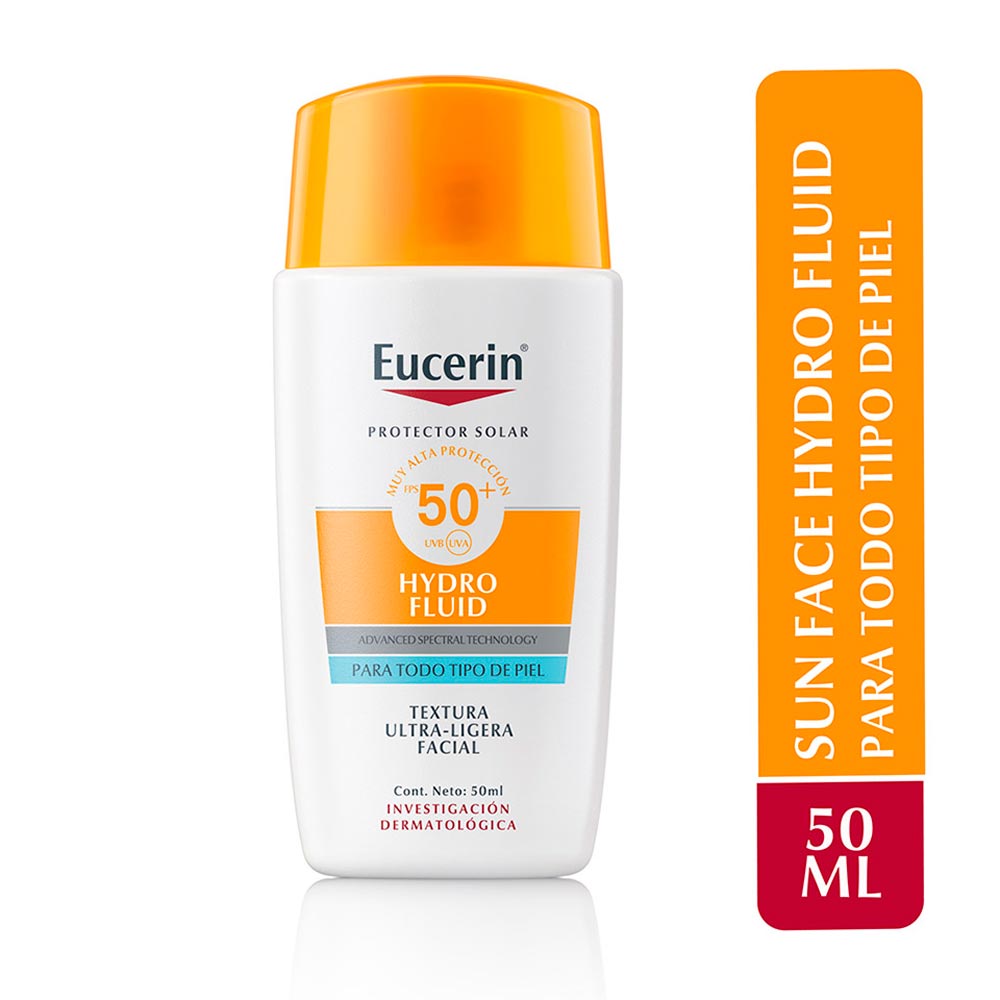 Eucerin®
PROTECTOR SOLAR
MUY ALTA PROTECCIÓN
FPS 50+
UVB UVA
HYDRO
FLUID
ADVANCED SPECTRAL TECHNOLOGY
PARA TODO TIPO DE PIEL
TEXTURA
ULTRA-LIGERA
FACIAL
Cont. Neto: 50ml
INVESTIGACIÓN
DERMATOLÓGICA
SUN FACE HYDRO FLUID
PARA TODO TIPO DE PIEL
50
ML